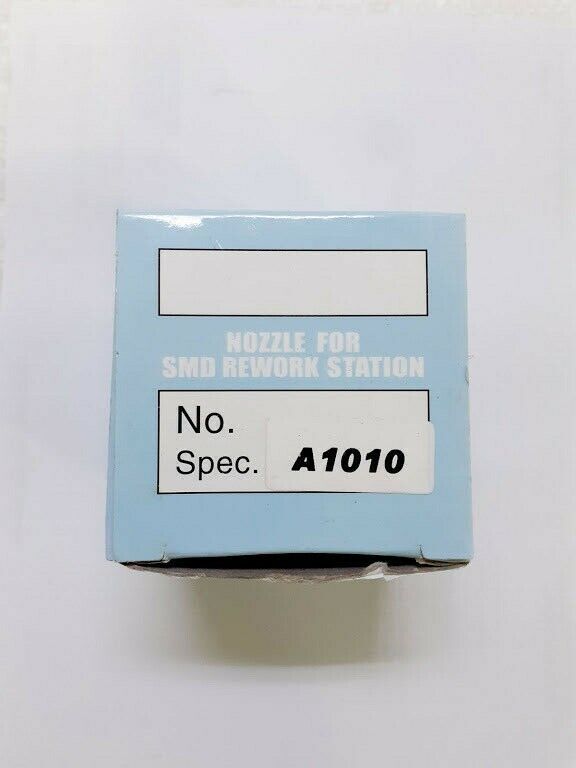 NOZZLE FOR
SMD REWORK STATION
No.
Spec. A1010